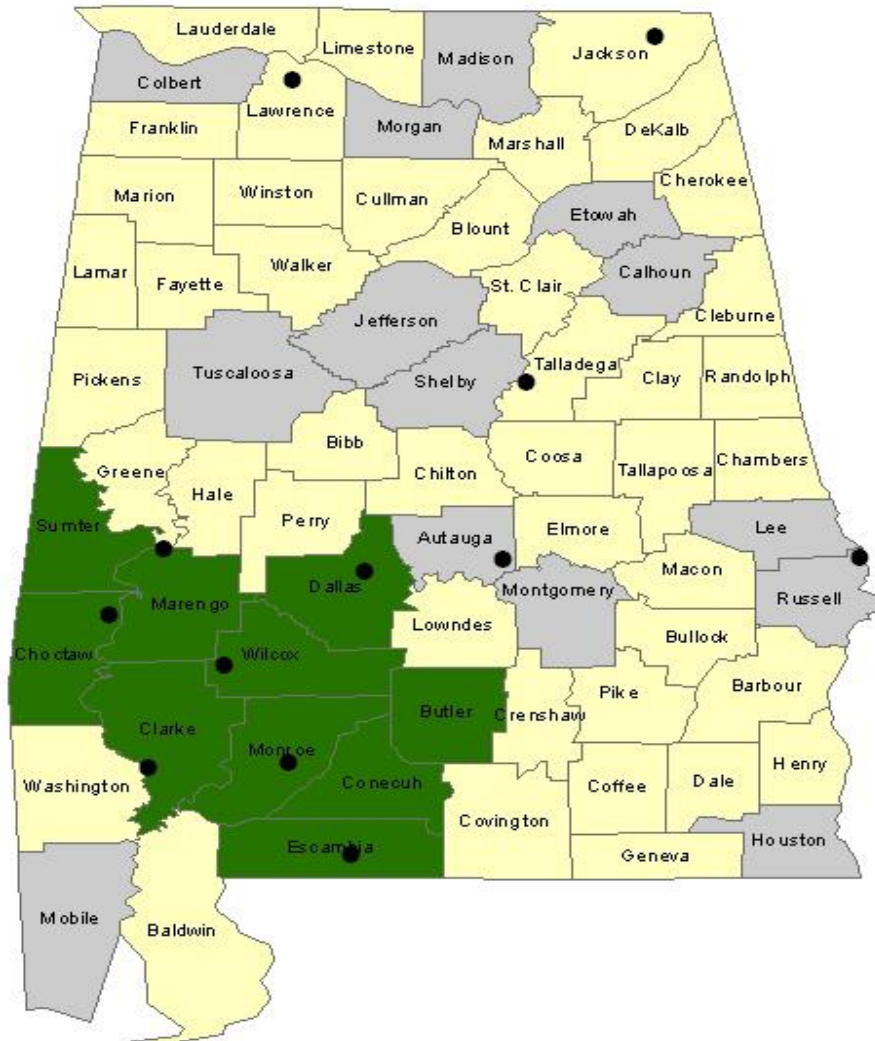 Lauderdale
Limestone
Madison
Jackson
Colbert
Lawrence
Franklin
Morgan
Marshall
DeKalb
Cherokee
Marion
Winston
Cullman
Blount
Etowah
Lamar
Fayette
Walker
St. Clair
Calhoun
Jefferson
Cleburne
Pickens
Tuscaloosa
Shelby
Talladega
Clay
Randolph
Bibb
Greene
Hale
Chilton
Coosa
Tallapoosa
Chambers
Sumter
Perry
Autauga
Elmore
Lee
Dallas
Macon
Marengo
Montgomery
Russell
Choctaw
Wilcox
Lowndes
Bullock
Clarke
Butler
Crenshaw
Pike
Barbour
Monroe
Washington
Conecuh
Coffee
Dale
Henry
Covington
Escambia
Geneva
Houston
Mobile
Baldwin